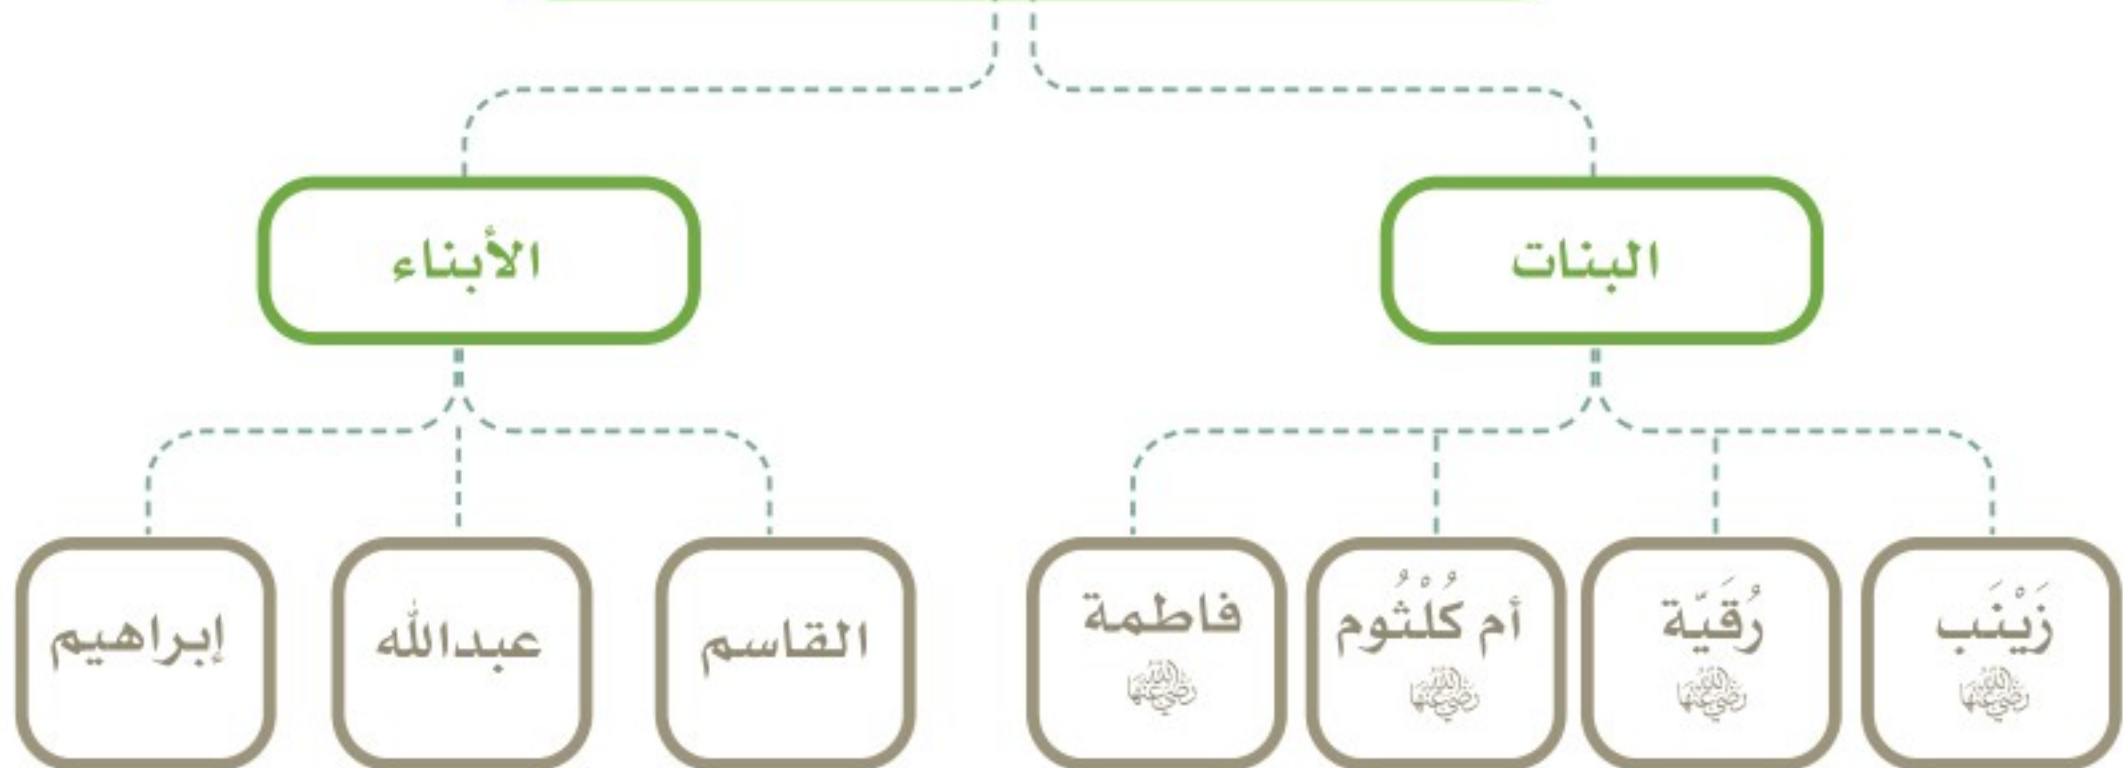 البنات
الأبناء
زَيْنَب
رضي الله عنها
رُقَيَّة
رضي الله عنها
أم كُلْثُوم
رضي الله عنها
فاطمة
رضي الله عنها
القاسم
عبدالله
إبراهيم